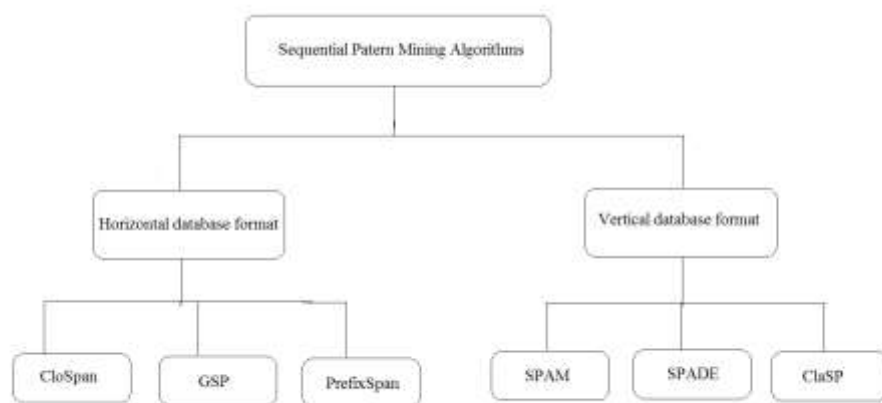 Sequential Patern Mining Algorithms
Horizontal database format
Vertical database format
CloSpan
GSP
PrefixSpan
SPAM
SPADE
ClaSP